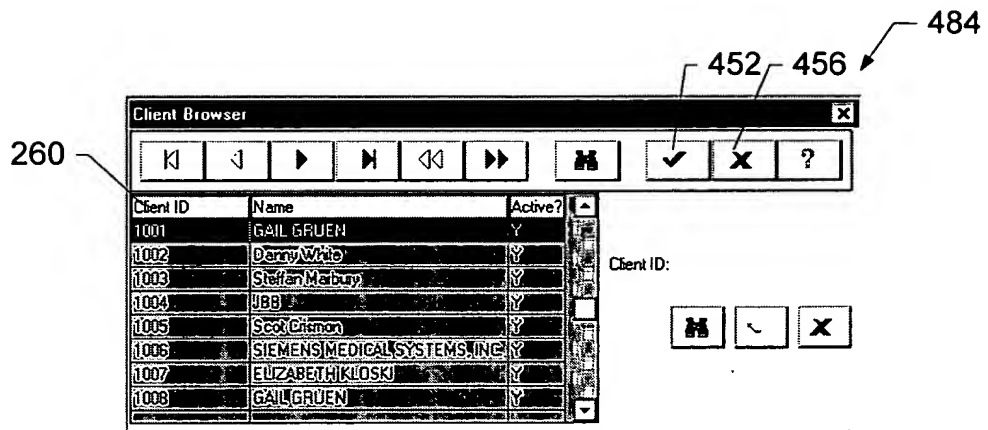 484
452 456
Client Browser
?
260
Client ID Name Active?
1001 GAIL GRUEN Y
1002 Danny White Y
1003 Steffan Marbury Y
1004 JBB Y
1005 Scot Crismon Y
1006 SIEMENS MEDICAL SYSTEMS, INC Y
1007 ELIZABETH KLOSKI Y
1008 GAIL GRUEN Y
Client ID: